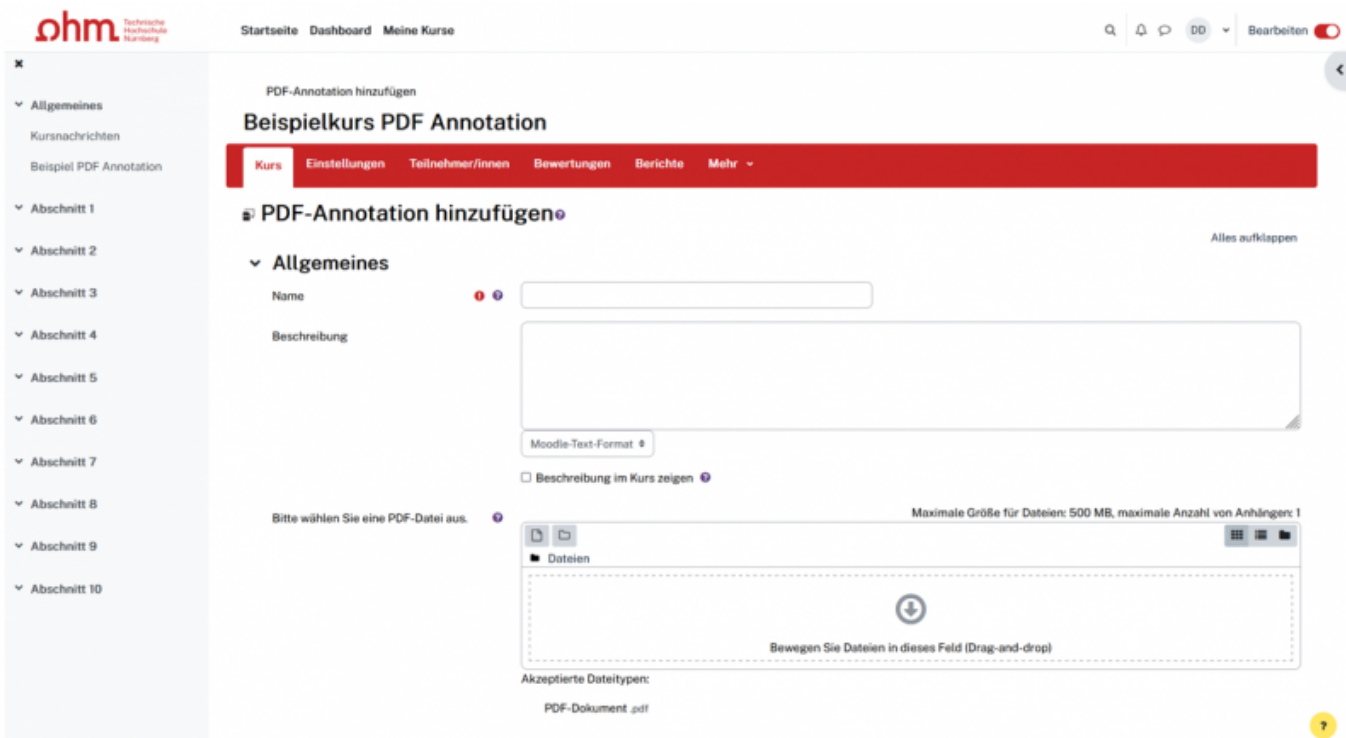 ohm Technische Hochschule Nürnberg
Startseite Dashboard Meine Kurse
DD
Bearbeiten
Allgemeines
Kursnachrichten
Beispiel PDF Annotation
Abschnitt 1
Abschnitt 2
Abschnitt 3
Abschnitt 4
Abschnitt 5
Abschnitt 6
Abschnitt 7
Abschnitt 8
Abschnitt 9
Abschnitt 10
PDF-Annotation hinzufügen
Beispielkurs PDF Annotation
Kurs Einstellungen Teilnehmer/innen Bewertungen Berichte Mehr
PDF-Annotation hinzufügen
Alles aufklappen
Allgemeines
Name
Beschreibung
Moodle-Text-Format
Beschreibung im Kurs zeigen
Bitte wählen Sie eine PDF-Datei aus.
Maximale Größe für Dateien: 500 MB, maximale Anzahl von Anhängen: 1
Dateien
Bewegen Sie Dateien in dieses Feld (Drag-and-drop)
Akzeptierte Dateitypen:
PDF-Dokument .pdf
?